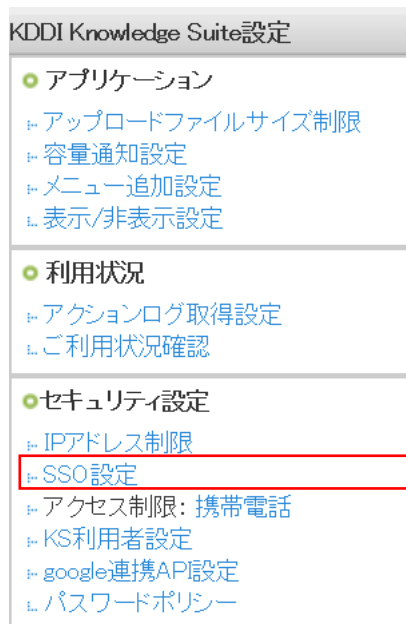 KDDI Knowledge Suite設定
アプリケーション
アップロードファイルサイズ制限
容量通知設定
メニュー追加設定
表示/非表示設定
利用状況
アクションログ取得設定
ご利用状況確認
セキュリティ設定
IPアドレス制限
SSO設定
アクセス制限: 携帯電話
KS利用者設定
google連携API設定
パスワードポリシー